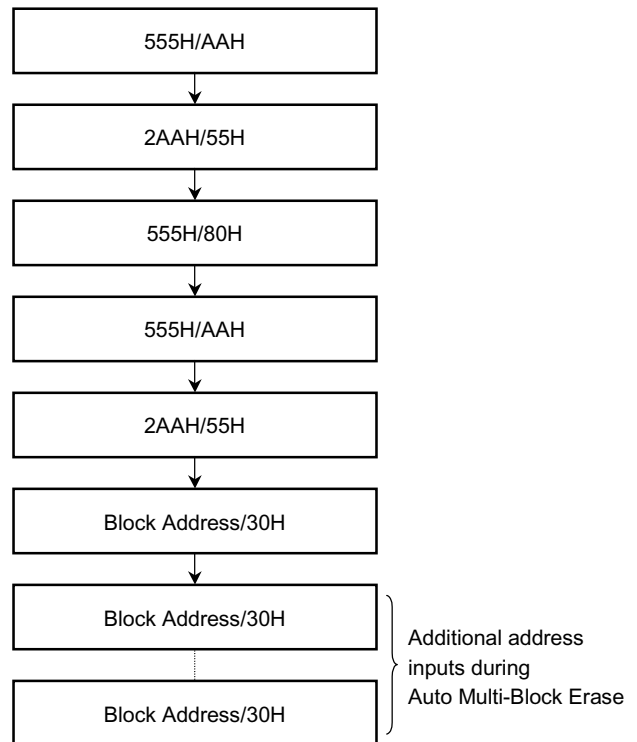 555H/AAH
2AAH/55H
555H/80H
555H/AAH
2AAH/55H
Block Address/30H
Block Address/30H
Additional address
inputs during
Auto Multi-Block Erase
Block Address/30H